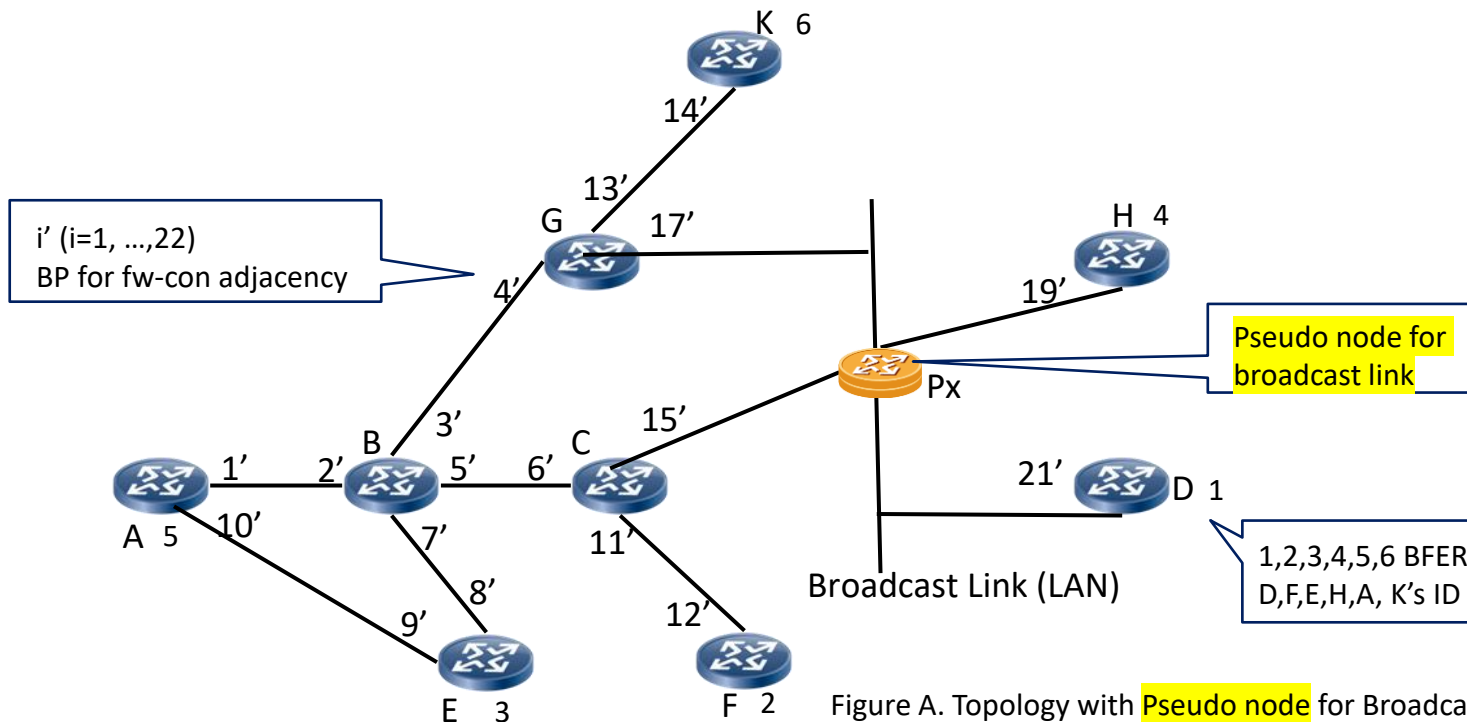 K 6
14’
13’
G
17’
H 4
i’ (i=1, ...,22)
BP for fw-con adjacency
4’
19’
Pseudo node for
broadcast link
Px
3’
15’
B
C
1’
2’
5’
6’
21’
D 1
A 5
10’
7’
11’
1,2,3,4,5,6 BFER
D,F,E,H,A, K’s ID
Broadcast Link (LAN)
8’
9’
12’
E 3
F 2
Figure A. Topology with Pseudo node for Broadca